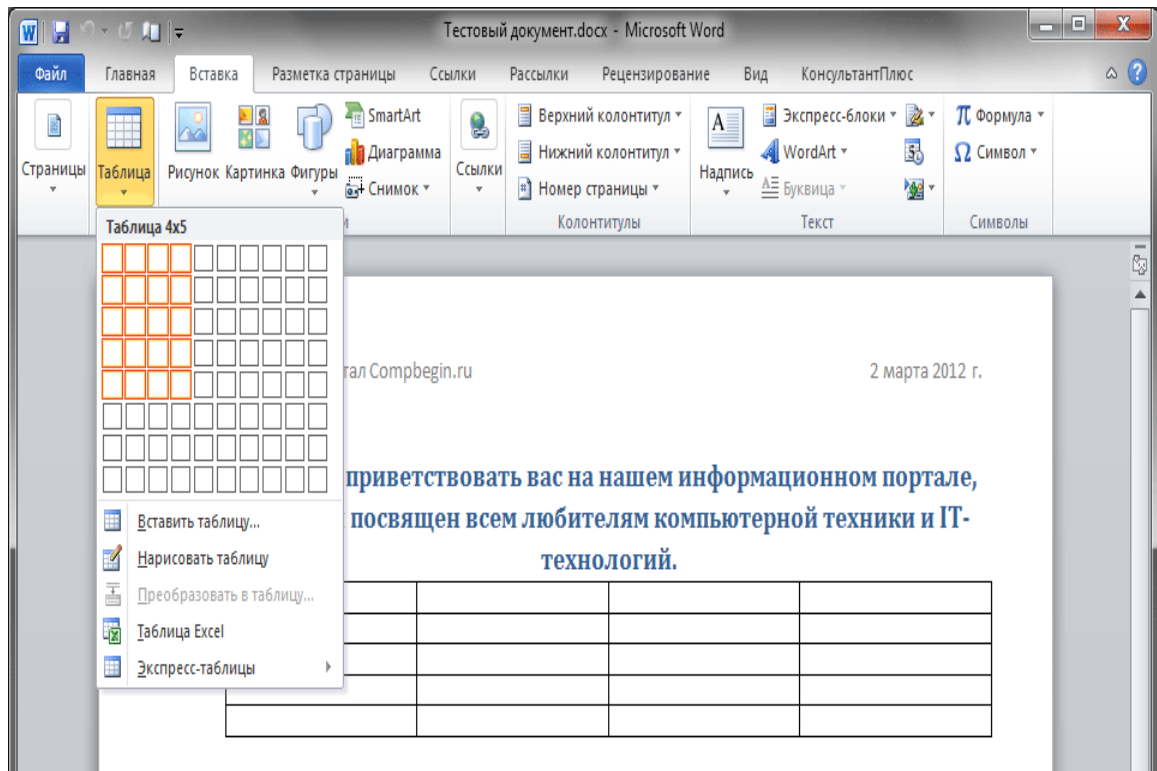 Тестовый документ.docx - Microsoft Word
Файл Главная Вставка Разметка страницы Ссылки Рассылки Рецензирование Вид КонсультантПлюс
Страницы
Таблица
Рисунок Картинка Фигуры
SmartArt
Диаграмма
Снимок
Ссылки
Верхний колонтитул
Нижний колонтитул
Номер страницы
Колонтитулы
Надпись
Экспресс-блоки
WordArt
Буквица
Текст
Формула
Символ
Символы
Таблица 4x5
Вставить таблицу...
Нарисовать таблицу
Преобразовать в таблицу...
Таблица Excel
Экспресс-таблицы
Compbegin.ru
2 марта 2012 г.
приветствовать вас на нашем информационном портале,
посвящен всем любителям компьютерной техники и IT-
технологий.